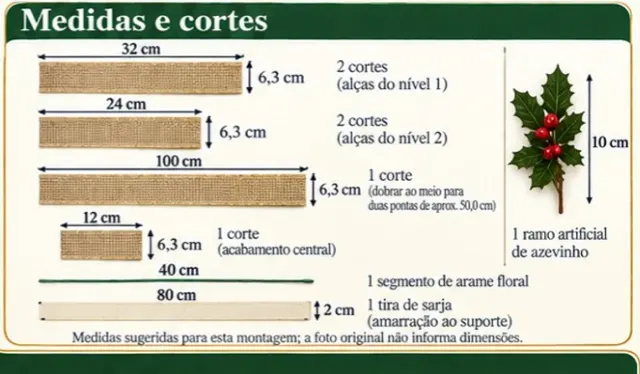 Medidas e cortes
32 cm
6,3 cm
2 cortes
(alças do nível 1)
24 cm
6,3 cm
2 cortes
(alças do nível 2)
100 cm
6,3 cm
1 corte
(dobrar ao meio para
duas pontas de aprox. 50,0 cm)
12 cm
6,3 cm
1 corte
(acabamento central)
40 cm
1 segmento de arame floral
80 cm
2 cm
1 tira de sarja
(amarração ao suporte)
10 cm
1 ramo artificial
de azevinho
Medidas sugeridas para esta montagem; a foto original não informa dimensões.